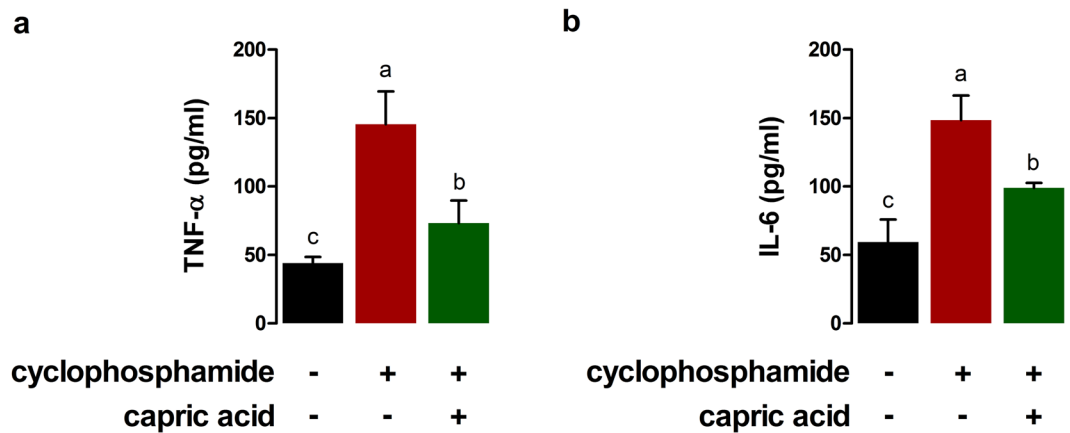 a
TNF-α (pg/ml)
200
150
100
50
0
c
a
b
cyclophosphamide - + +
capric acid - - +
b
IL-6 (pg/ml)
200
150
100
50
0
c
a
b
cyclophosphamide - + +
capric acid - - +